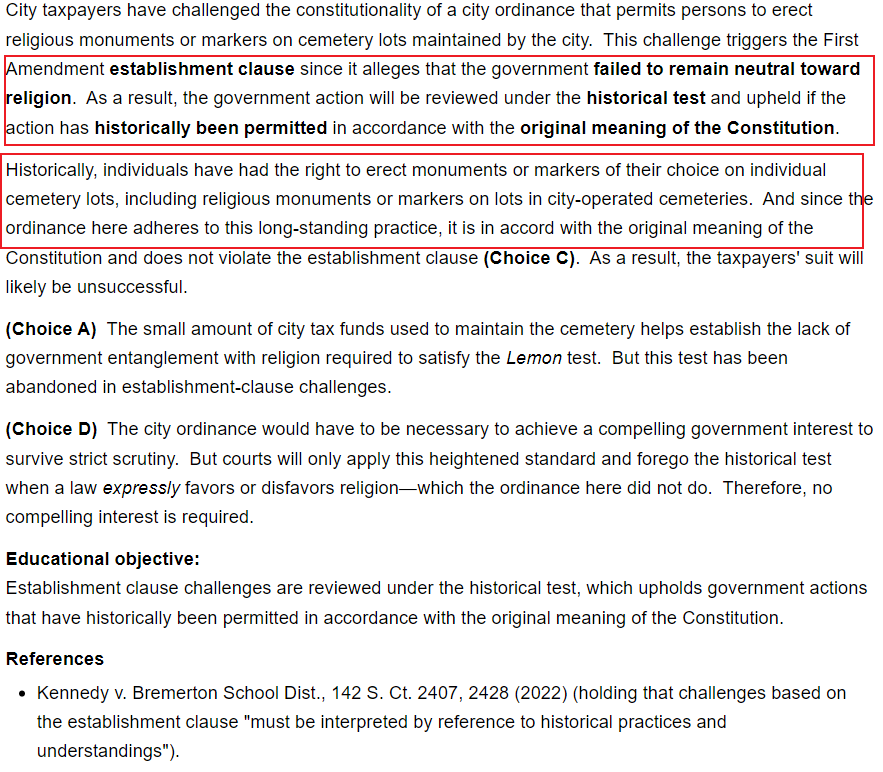 City taxpayers have challenged the constitutionality of a city ordinance that permits persons to erect
religious monuments or markers on cemetery lots maintained by the city. This challenge triggers the First
Amendment establishment clause since it alleges that the government failed to remain neutral toward
religion. As a result, the government action will be reviewed under the historical test and upheld if the
action has historically been permitted in accordance with the original meaning of the Constitution.
Historically, individuals have had the right to erect monuments or markers of their choice on individual
cemetery lots, including religious monuments or markers on lots in city-operated cemeteries. And since the
ordinance here adheres to this long-standing practice, it is in accord with the original meaning of the
Constitution and does not violate the establishment clause (Choice C). As a result, the taxpayers' suit will
likely be unsuccessful.
(Choice A) The small amount of city tax funds used to maintain the cemetery helps establish the lack of
government entanglement with religion required to satisfy the Lemon test. But this test has been
abandoned in establishment-clause challenges.
(Choice D) The city ordinance would have to be necessary to achieve a compelling government interest to
survive strict scrutiny. But courts will only apply this heightened standard and forego the historical test
when a law expressly favors or disfavors religion—which the ordinance here did not do. Therefore, no
compelling interest is required.
Educational objective:
Establishment clause challenges are reviewed under the historical test, which upholds government actions
that have historically been permitted in accordance with the original meaning of the Constitution.
References
• Kennedy v. Bremerton School Dist., 142 S. Ct. 2407, 2428 (2022) (holding that challenges based on
the establishment clause "must be interpreted by reference to historical practices and
understandings").